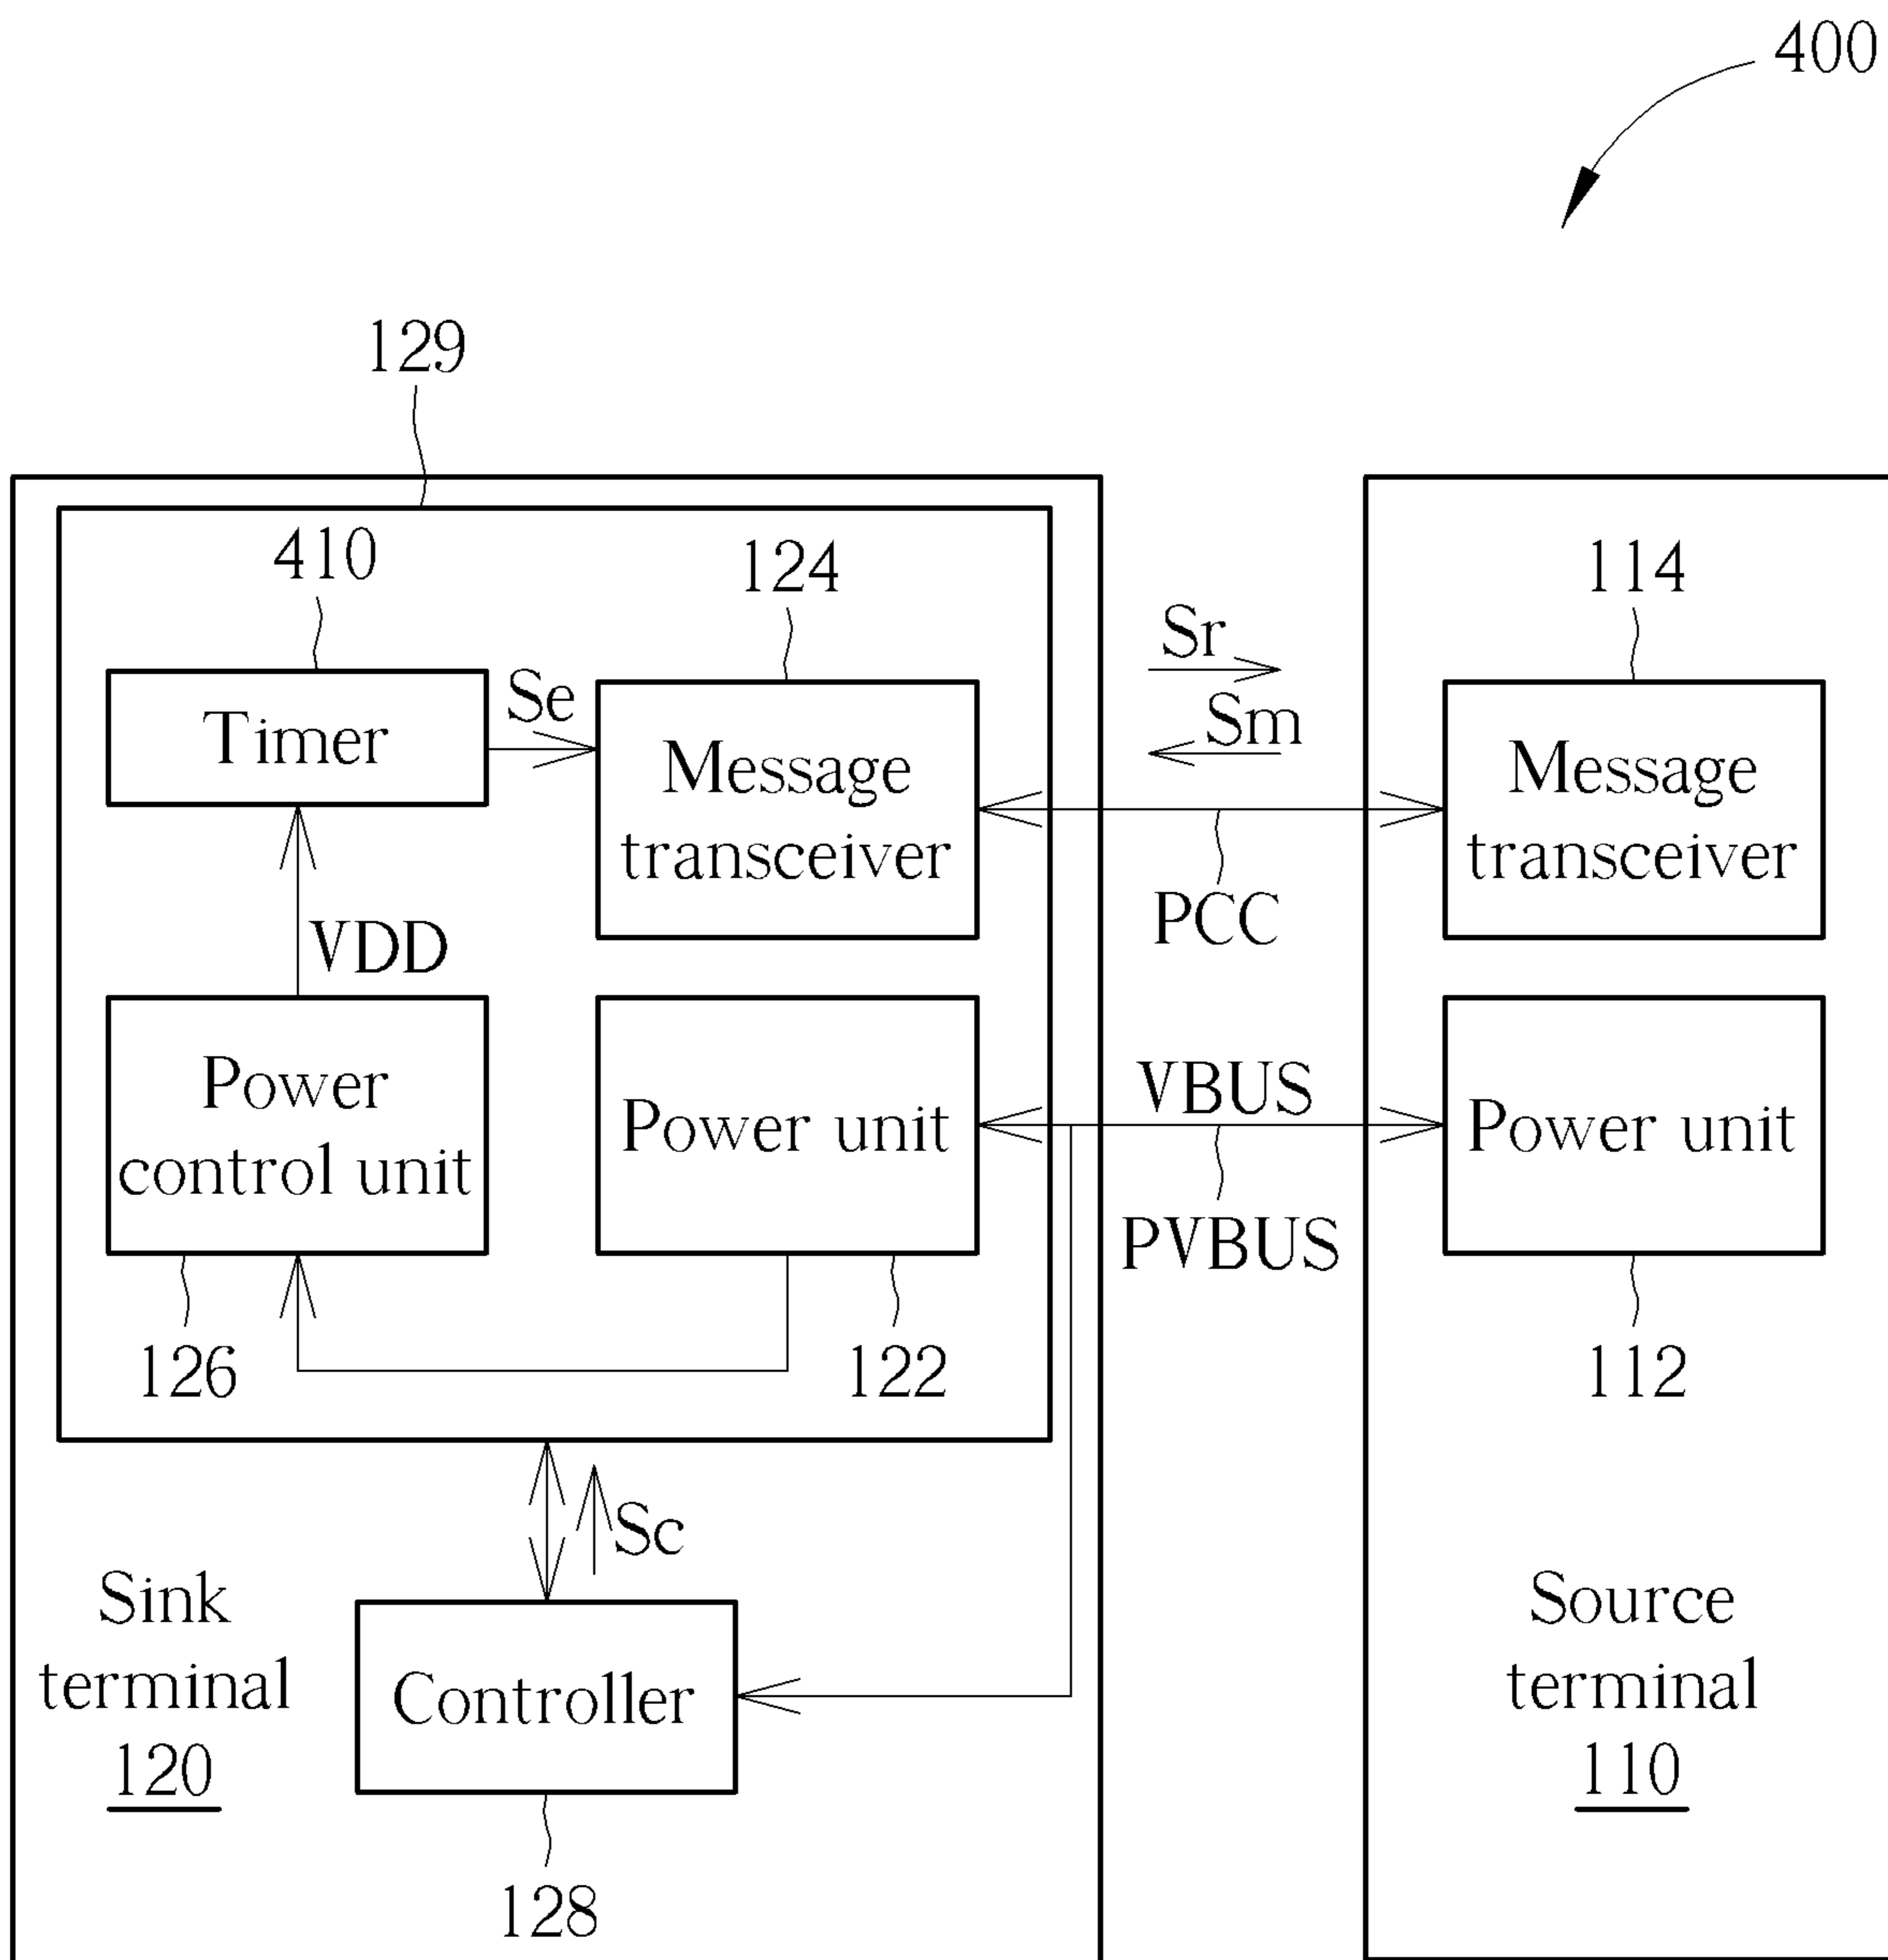 400
129
410
124
114
Sr
Se
Sm
Timer
Message
transceiver
Message
transceiver
PCC
VDD
Power
control unit
Power unit
VBUS
Power unit
PVBUS
126
122
112
Sc
Sink
terminal
120
Controller
Source
terminal
110
128